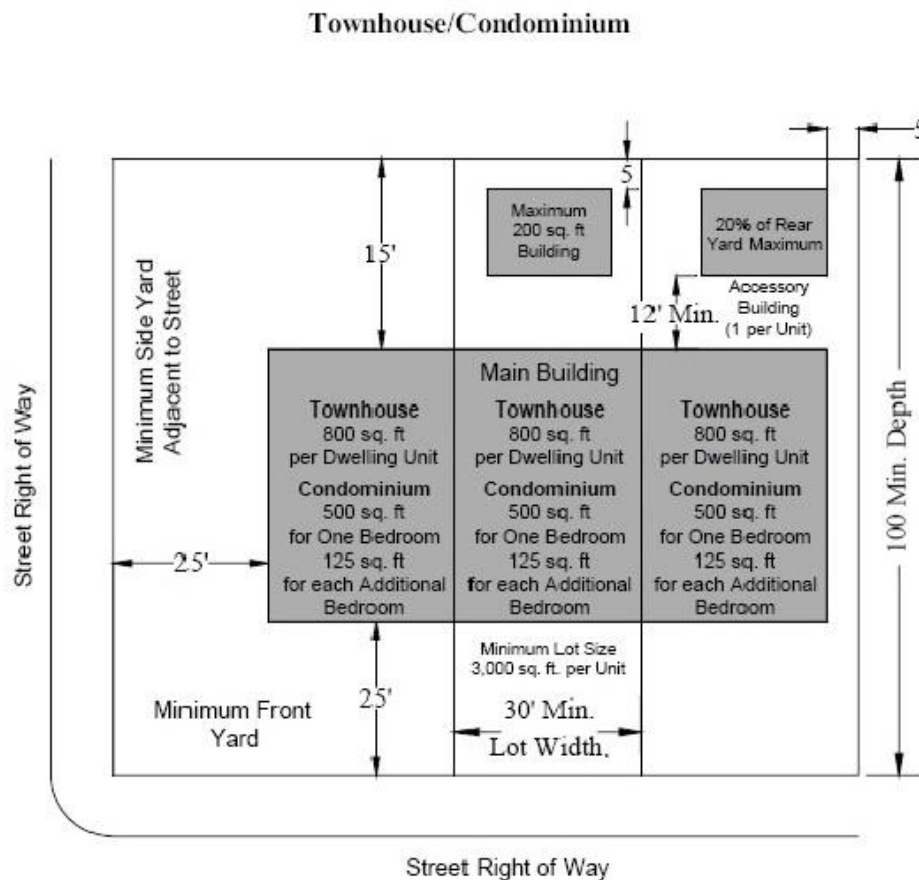 Townhouse/Condominium
5
5
Maximum
200 sq. ft
Building
20% of Rear
Yard Maximum
15'
12' Min.
Accessory
Building
(1 per Unit)
Minimum Side Yard
Adjacent to Street
Street Right of Way
Main Building
Townhouse
800 sq. ft
per Dwelling Unit
Condominium
500 sq. ft
for One Bedroom
125 sq. ft
for each Additional
Bedroom
Townhouse
800 sq. ft
per Dwelling Unit
Condominium
500 sq. ft
for One Bedroom
125 sq. ft
for each Additional
Bedroom
Townhouse
800 sq. ft
per Dwelling Unit
Condominium
500 sq. ft
for One Bedroom
125 sq. ft
for each Additional
Bedroom
100 Min. Depth
25'
25'
Minimum Lot Size
3,000 sq. ft. per Unit
30' Min.
Lot Width.
Minimum Front
Yard
Street Right of Way